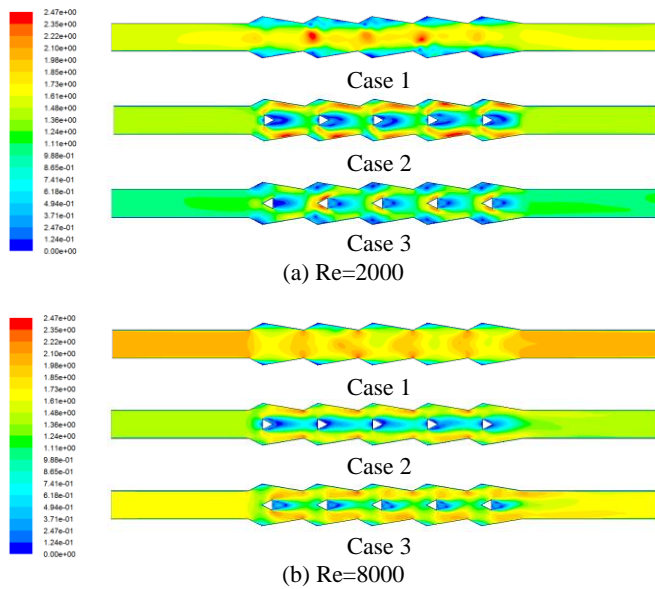 2.47e+00
2.35e+00
2.22e+00
2.10e+00
1.98e+00
1.85e+00
1.73e+00
1.61e+00
1.48e+00
1.36e+00
1.24e+00
1.11e+00
9.88e-01
8.65e-01
7.41e-01
6.18e-01
4.94e-01
3.71e-01
2.47e-01
1.24e-01
0.00e+00
Case 1
Case 2
Case 3
(a) Re=2000
2.47e+00
2.35e+00
2.22e+00
2.10e+00
1.98e+00
1.85e+00
1.73e+00
1.61e+00
1.48e+00
1.36e+00
1.24e+00
1.11e+00
9.88e-01
8.65e-01
7.41e-01
6.18e-01
4.94e-01
3.71e-01
2.47e-01
1.24e-01
0.00e+00
Case 1
Case 2
Case 3
(b) Re=8000